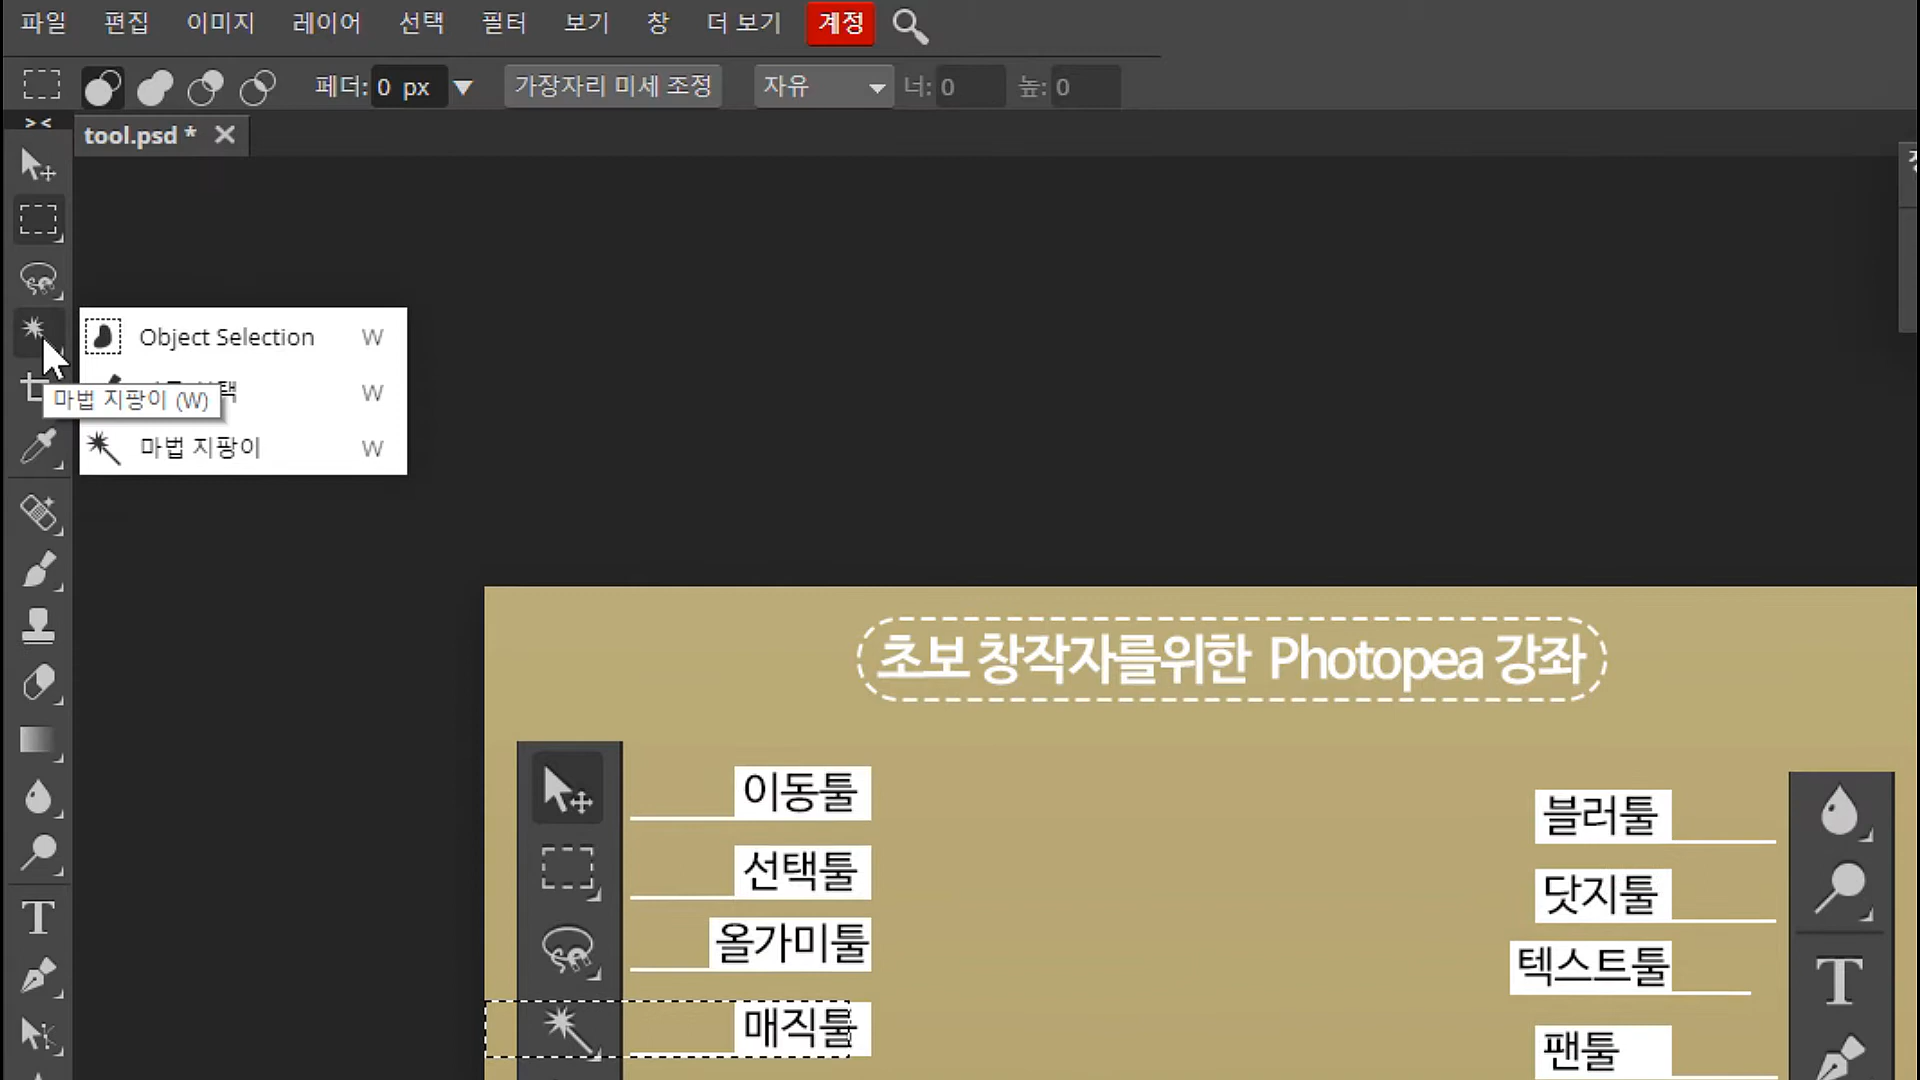 파일 편집 이미지 레이어 선택 필터 보기 창 더 보기 계정
페더: 0 px 가장자리 미세 조정 자유 너: 0 높: 0
> <
tool.psd *
Object Selection W
택 W
마법 지팡이 (W)
마법 지팡이 W
초보 창작자를위한 Photopea 강좌
이동툴
선택툴
올가미툴
매직툴
블러툴
닷지툴
텍스트툴
팬툴